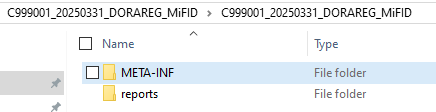 C999001_20250331_DORAREG_MiFID > C999001_20250331_DORAREG_MiFID >
Name Type
META-INF File folder
reports File folder